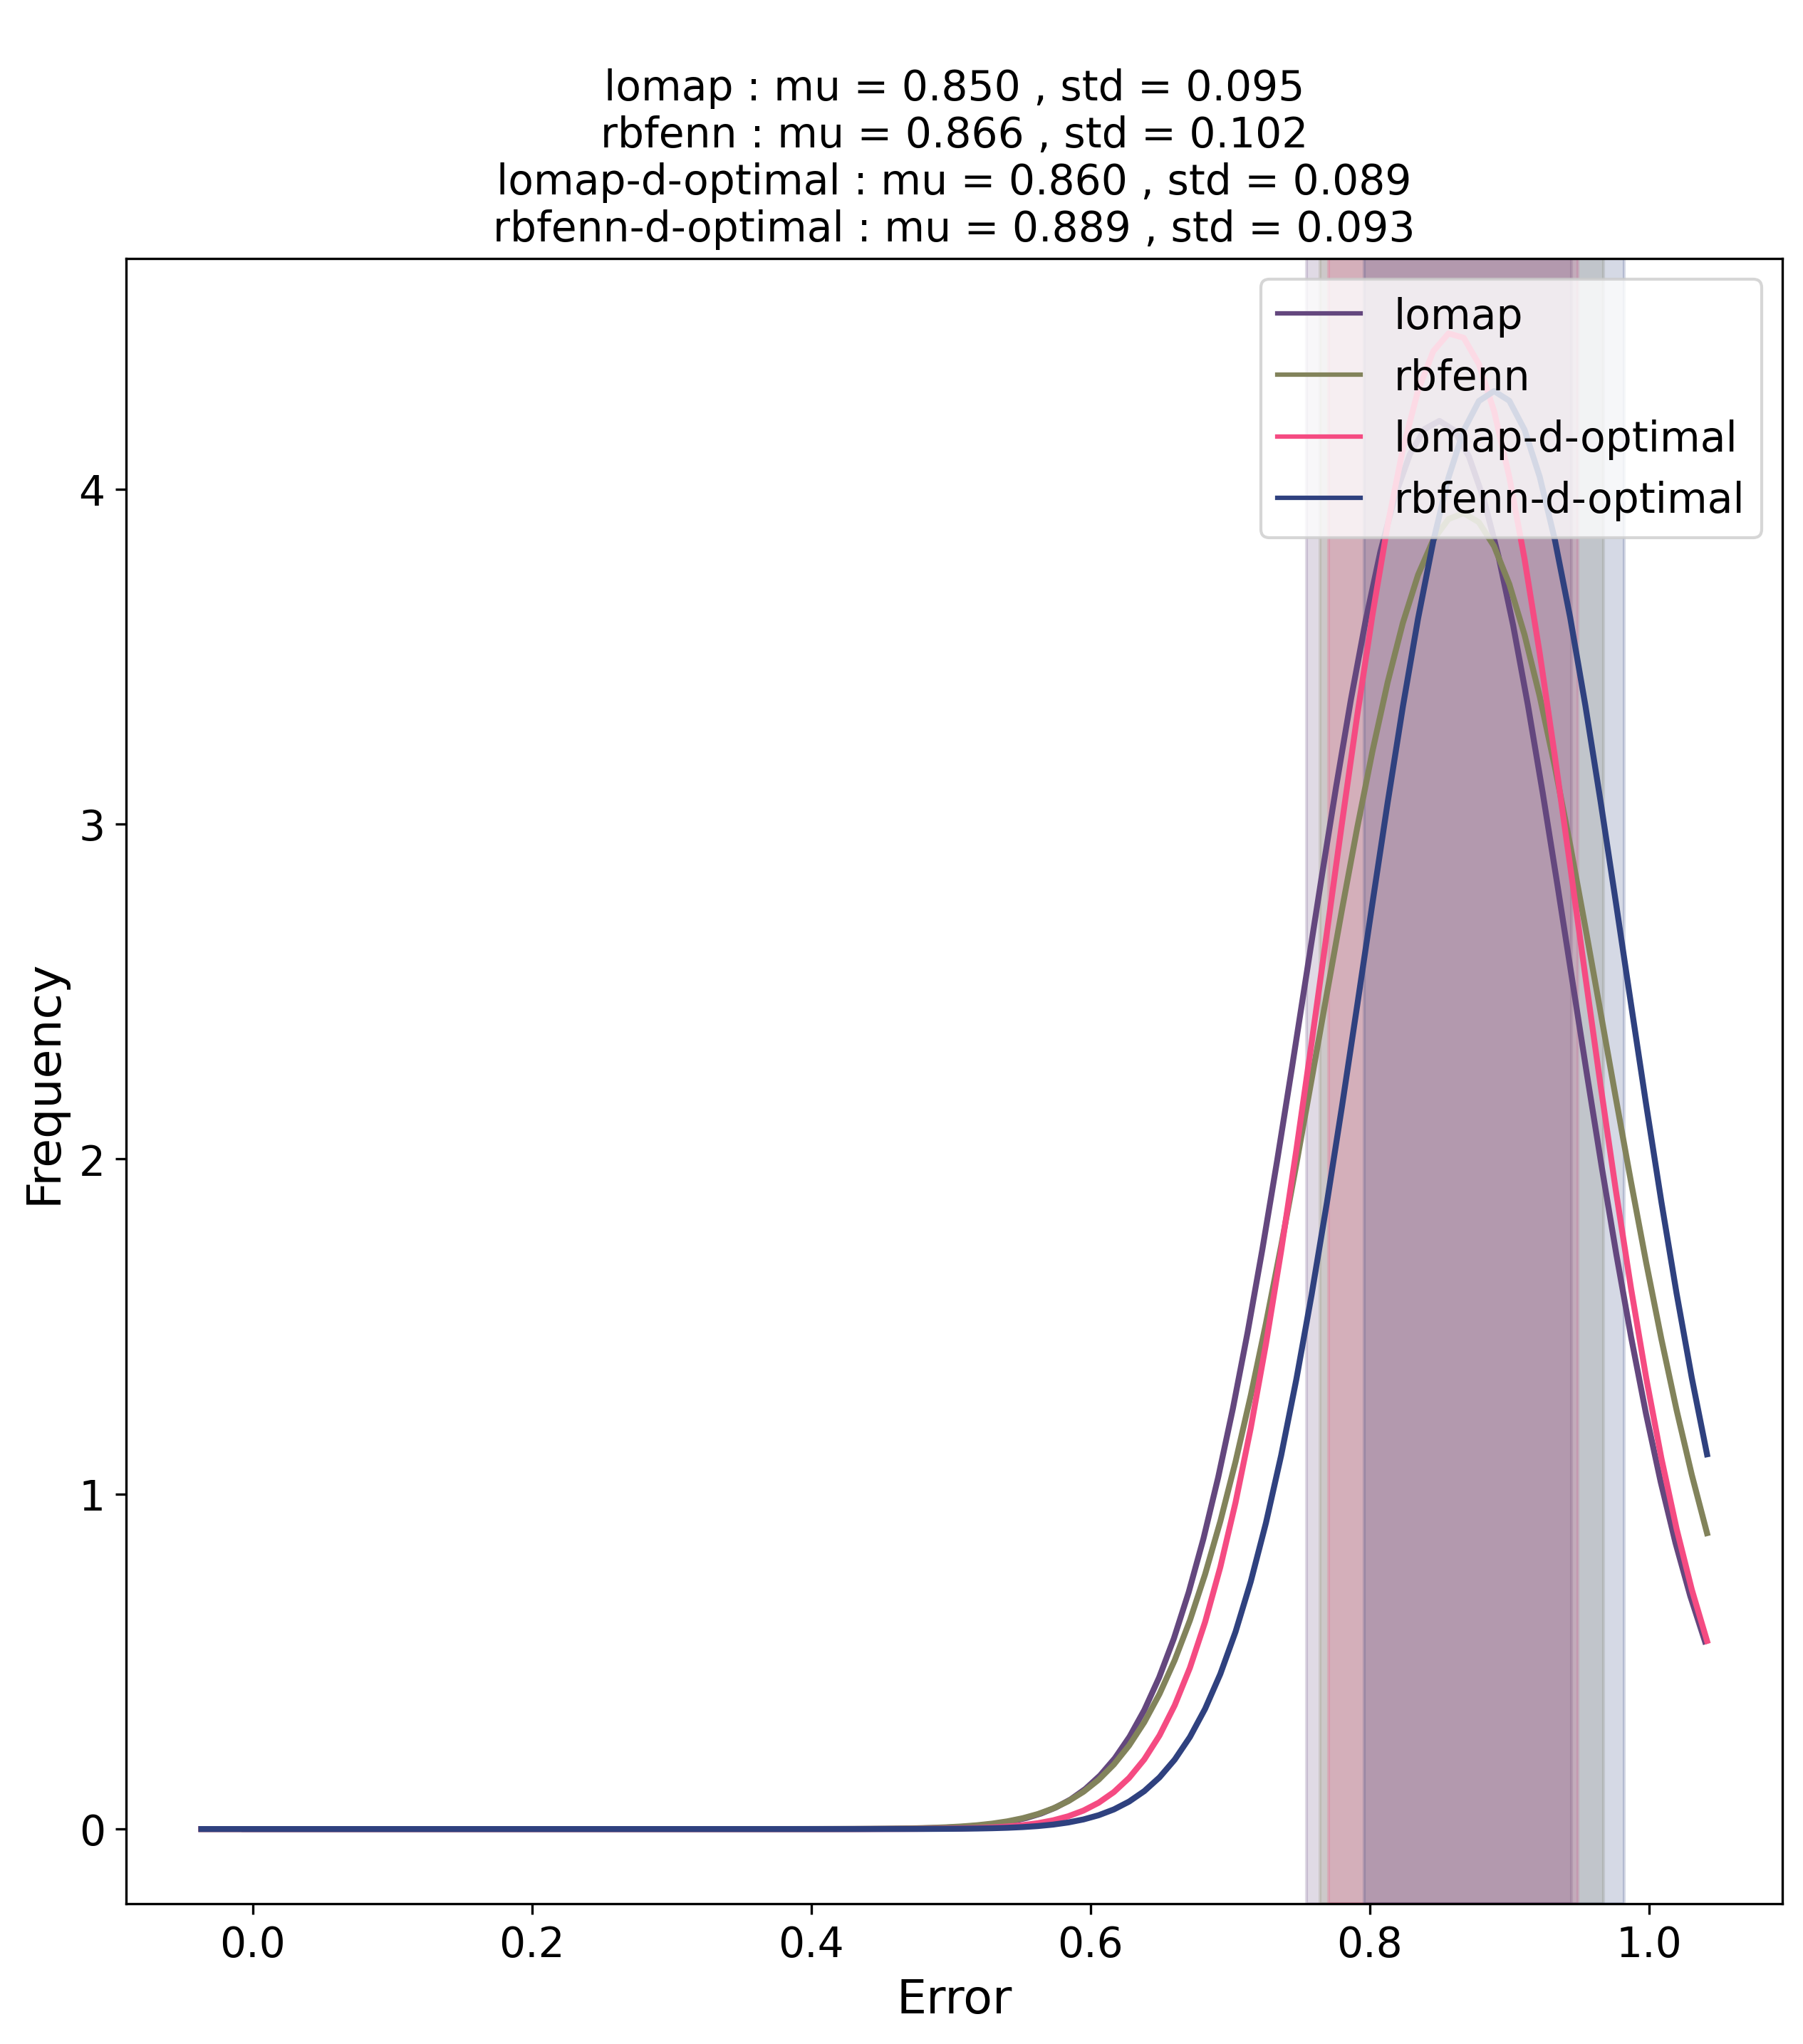 lomap : mu = 0.850 , std = 0.095
rbfenn : mu = 0.866 , std = 0.102
lomap-d-optimal : mu = 0.860 , std = 0.089
rbfenn-d-optimal : mu = 0.889 , std = 0.093
lomap
rbfenn
lomap-d-optimal
rbfenn-d-optimal
4
3
2
1
0
Frequency
0.0 0.2 0.4 0.6 0.8 1.0
Error